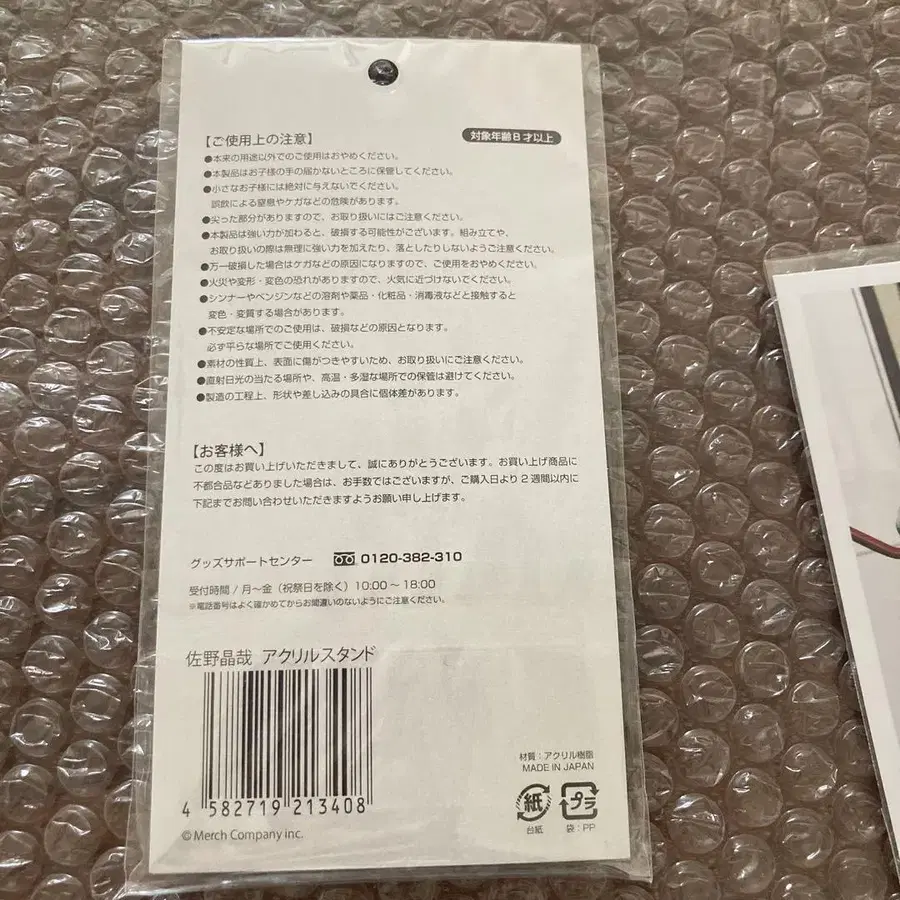 【ご使用上の注意】
対象年齢8才以上
●本来の用途以外でのご使用はおやめください。
●本製品はお子様の手の届かないところに保管してください。
●小さなお子様には絶対に与えないでください。
誤飲による窒息やケガなどの危険があります。
●尖った部分がありますので、お取り扱いにはご注意ください。
●本製品は強い力が加わると、破損する可能性がございます。組み立てや、
お取り扱いの際は無理に強い力を加えたり、落としたりしないようご注意ください。
●万一破損した場合はケガなどの原因になりますので、ご使用をおやめください。
●火災や変形・変色の恐れがありますので、火気に近づけないでください。
●シンナーやベンジンなどの溶剤や薬品・化粧品・消毒液などと接触すると
変色・変質する場合があります。
●不安定な場所でのご使用は、破損などの原因となります。
必ず平らな場所でご使用ください。
●素材の性質上、表面に傷がつきやすいため、お取り扱いにご注意ください。
●直射日光の当たる場所や、高温・多湿な場所での保管は避けてください。
●製造の工程上、形状や差し込みの具合に個体差があります。
【お客様へ】
この度はお買い上げいただきまして、誠にありがとうございます。お買い上げ商品に
不都合品などありました場合は、お手数ではございますが、ご購入日より2週間以内に
下記までお問い合わせいただきますようお願い申し上げます。
グッズサポートセンター 0120-382-310
受付時間/月～金（祝祭日を除く）10:00～18:00
※電話番号はよく確かめてからお間違いのないようにご注意ください。
佐野晶哉 アクリルスタンド
4 582719 213408
© Merch Company inc.
材質：アクリル樹脂
MADE IN JAPAN
紙 プラ
台紙 袋：PP